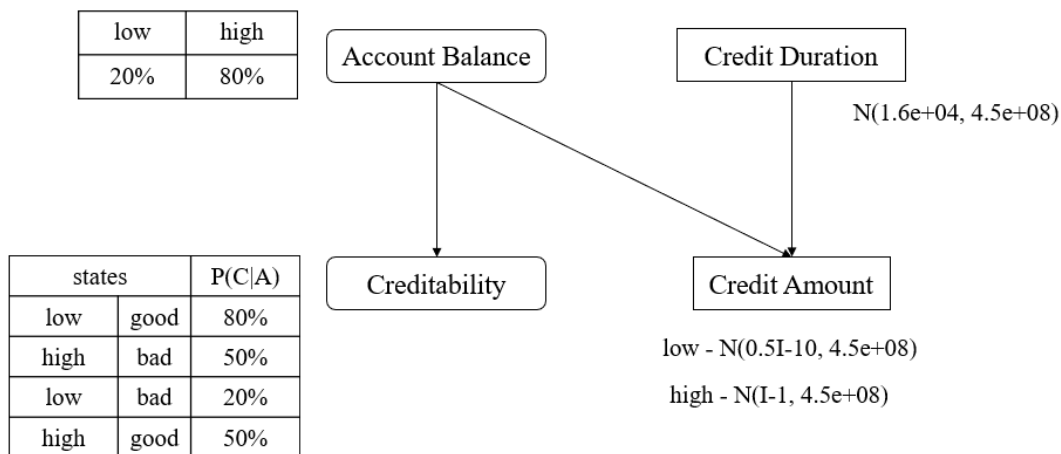 low high
20% 80%
Account Balance
Credit Duration
N(1.6e+04, 4.5e+08)
states P(C|A)
low good 80%
high bad 50%
low bad 20%
high good 50%
Creditability
Credit Amount
low - N(0.5I-10, 4.5e+08)
high - N(I-1, 4.5e+08)